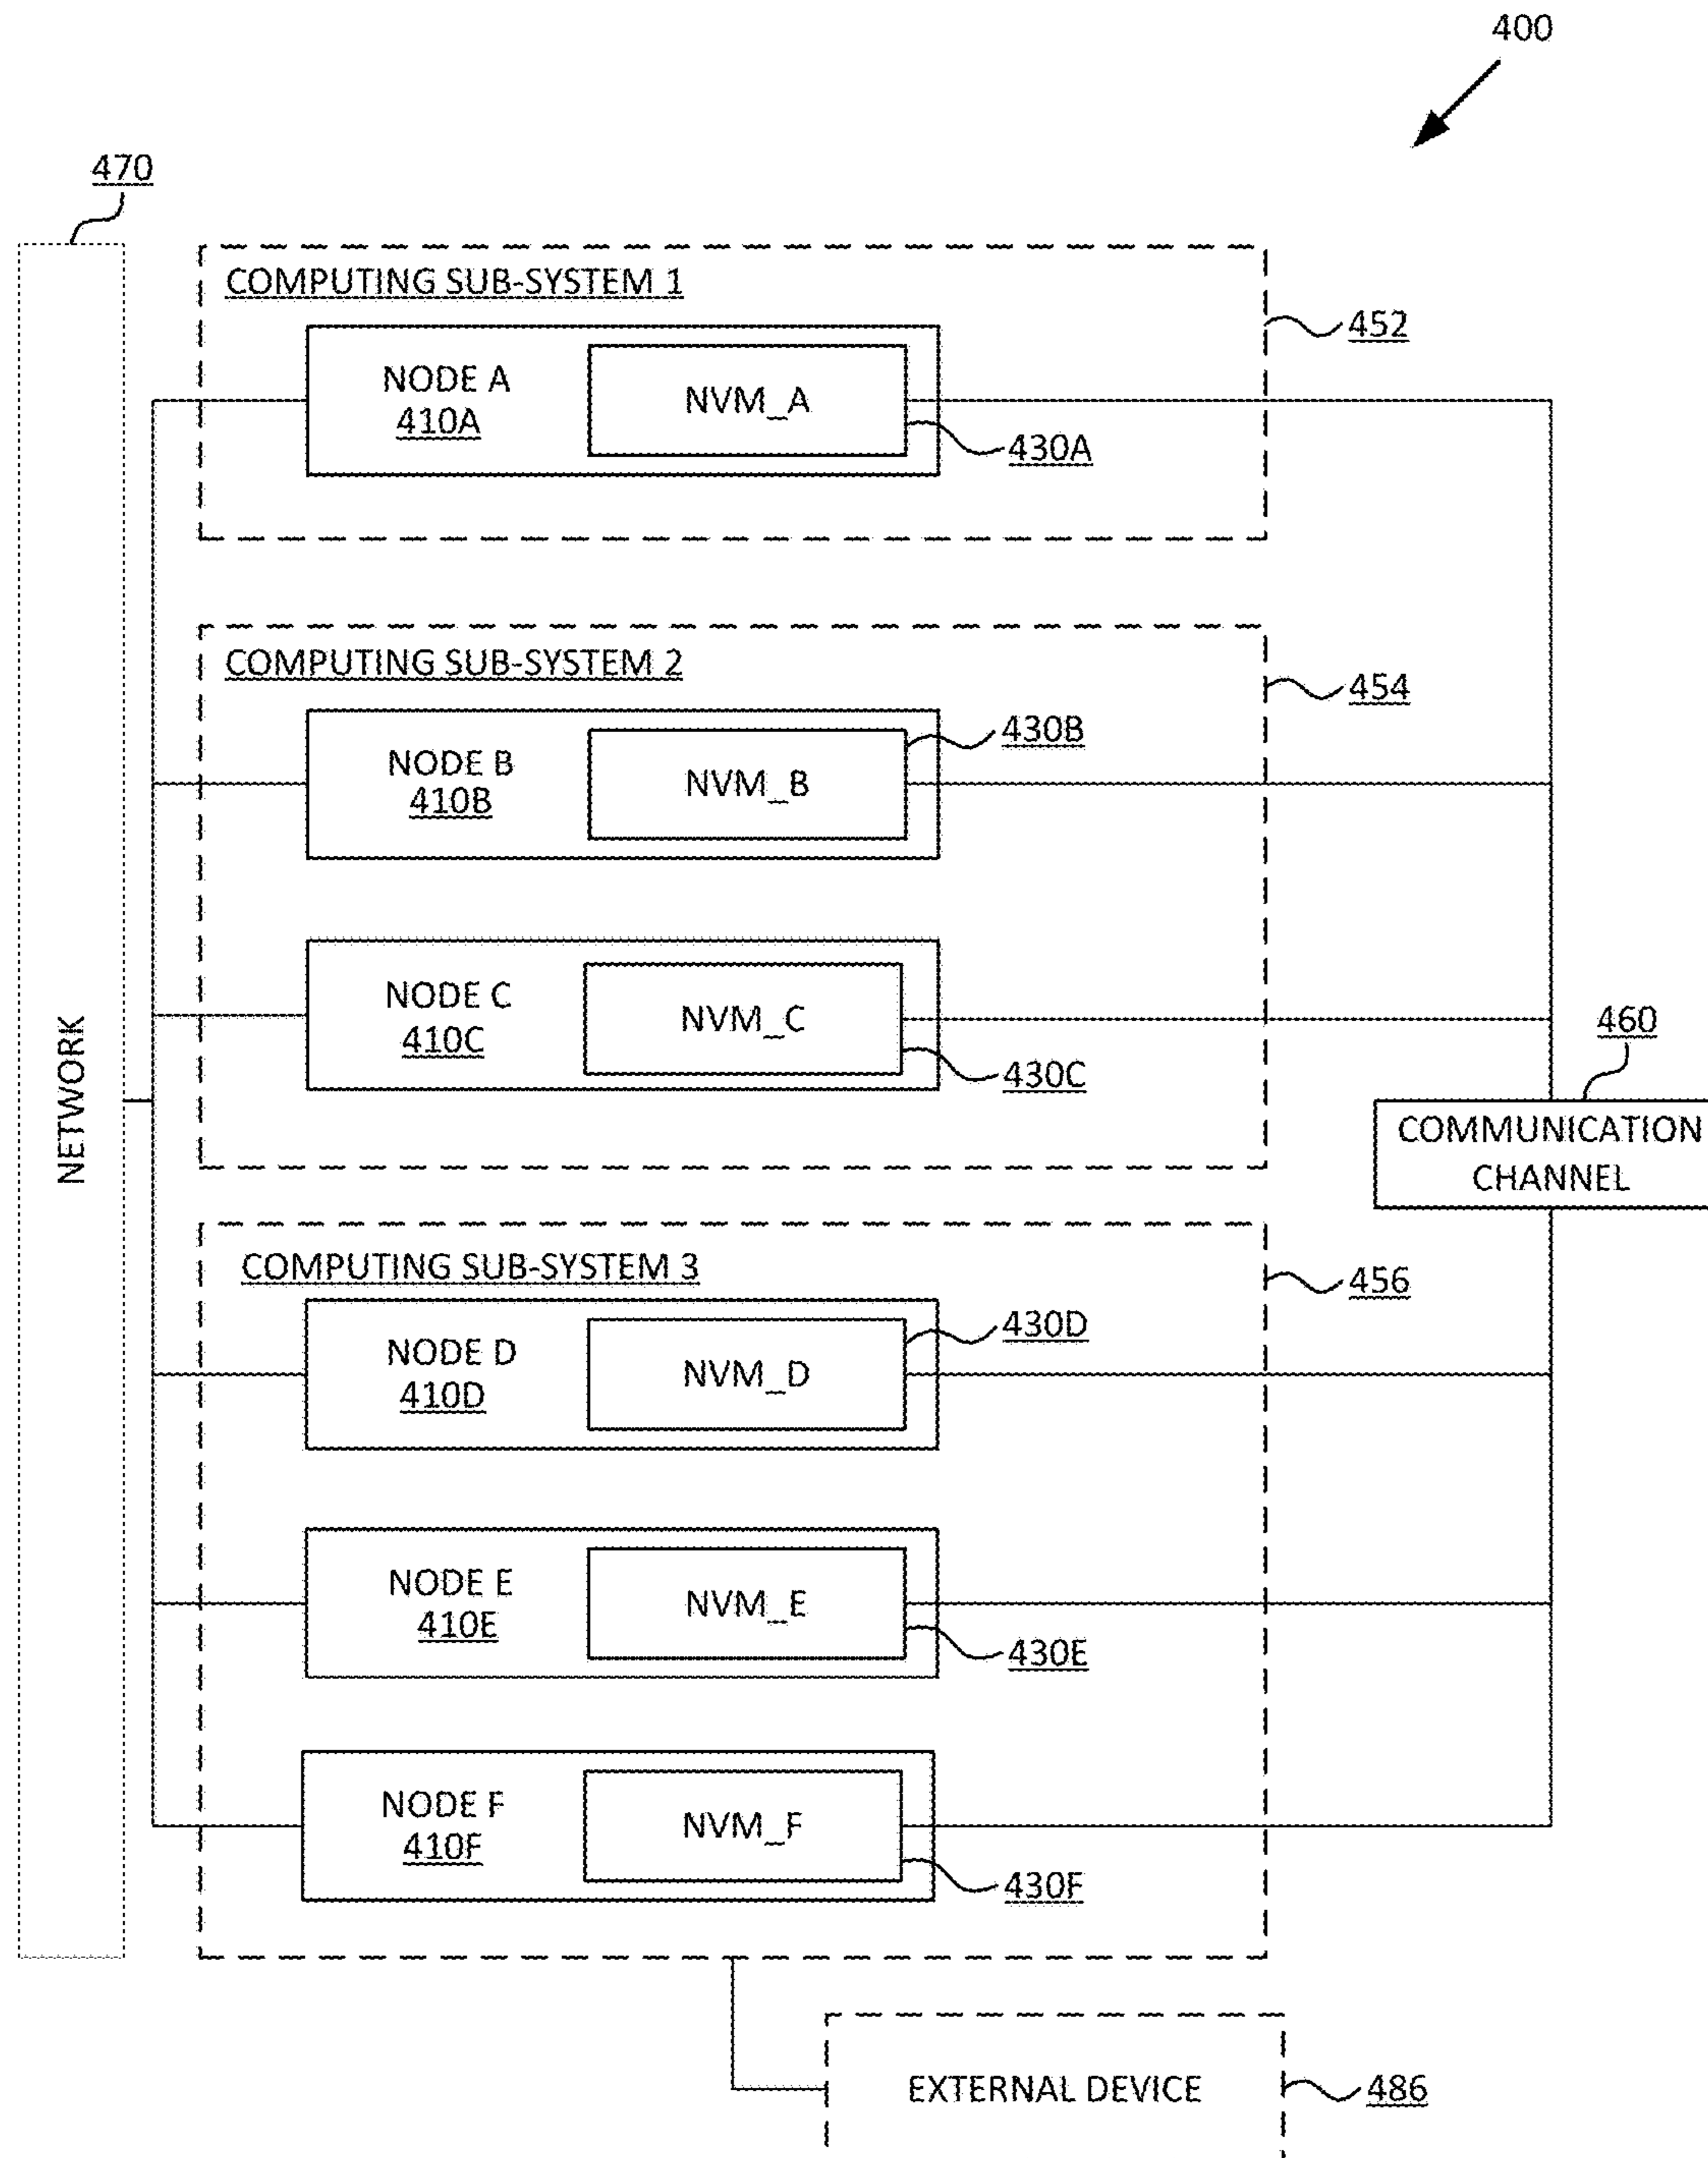 400
470
COMPUTING SUB-SYSTEM 1
452
NODE A
410A
NVM_A
430A
COMPUTING SUB-SYSTEM 2
454
NODE B
410B
NVM_B
430B
NODE C
410C
NVM_C
430C
NETWORK
460
COMMUNICATION
CHANNEL
COMPUTING SUB-SYSTEM 3
456
NODE D
410D
NVM_D
430D
NODE E
410E
NVM_E
430E
NODE F
410F
NVM_F
430F
EXTERNAL DEVICE
486